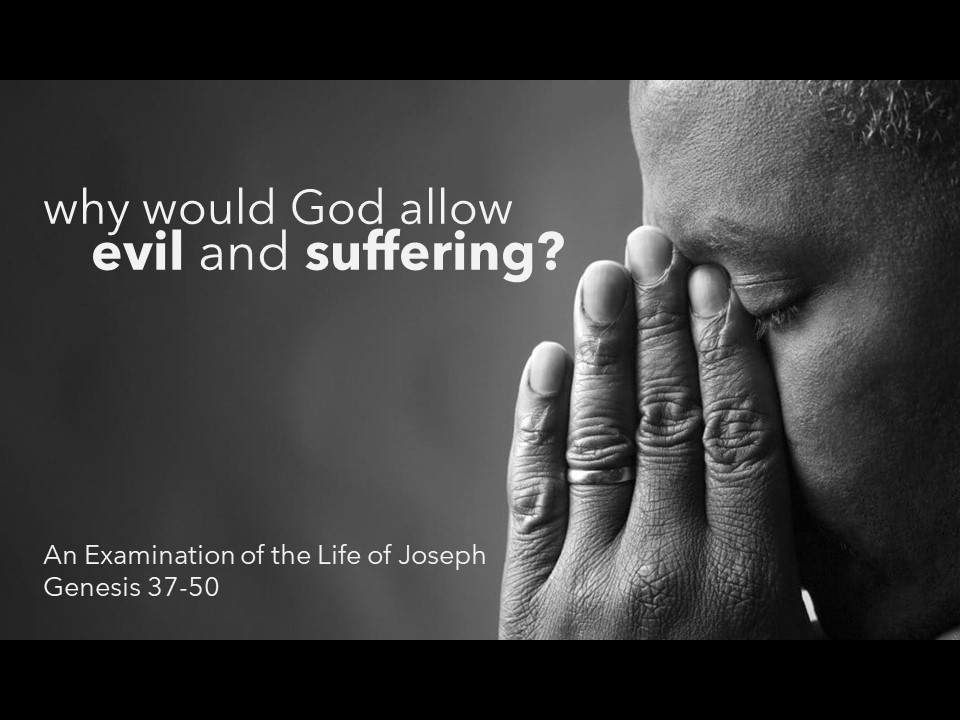 why would God allow
evil and suffering?
An Examination of the Life of Joseph
Genesis 37-50